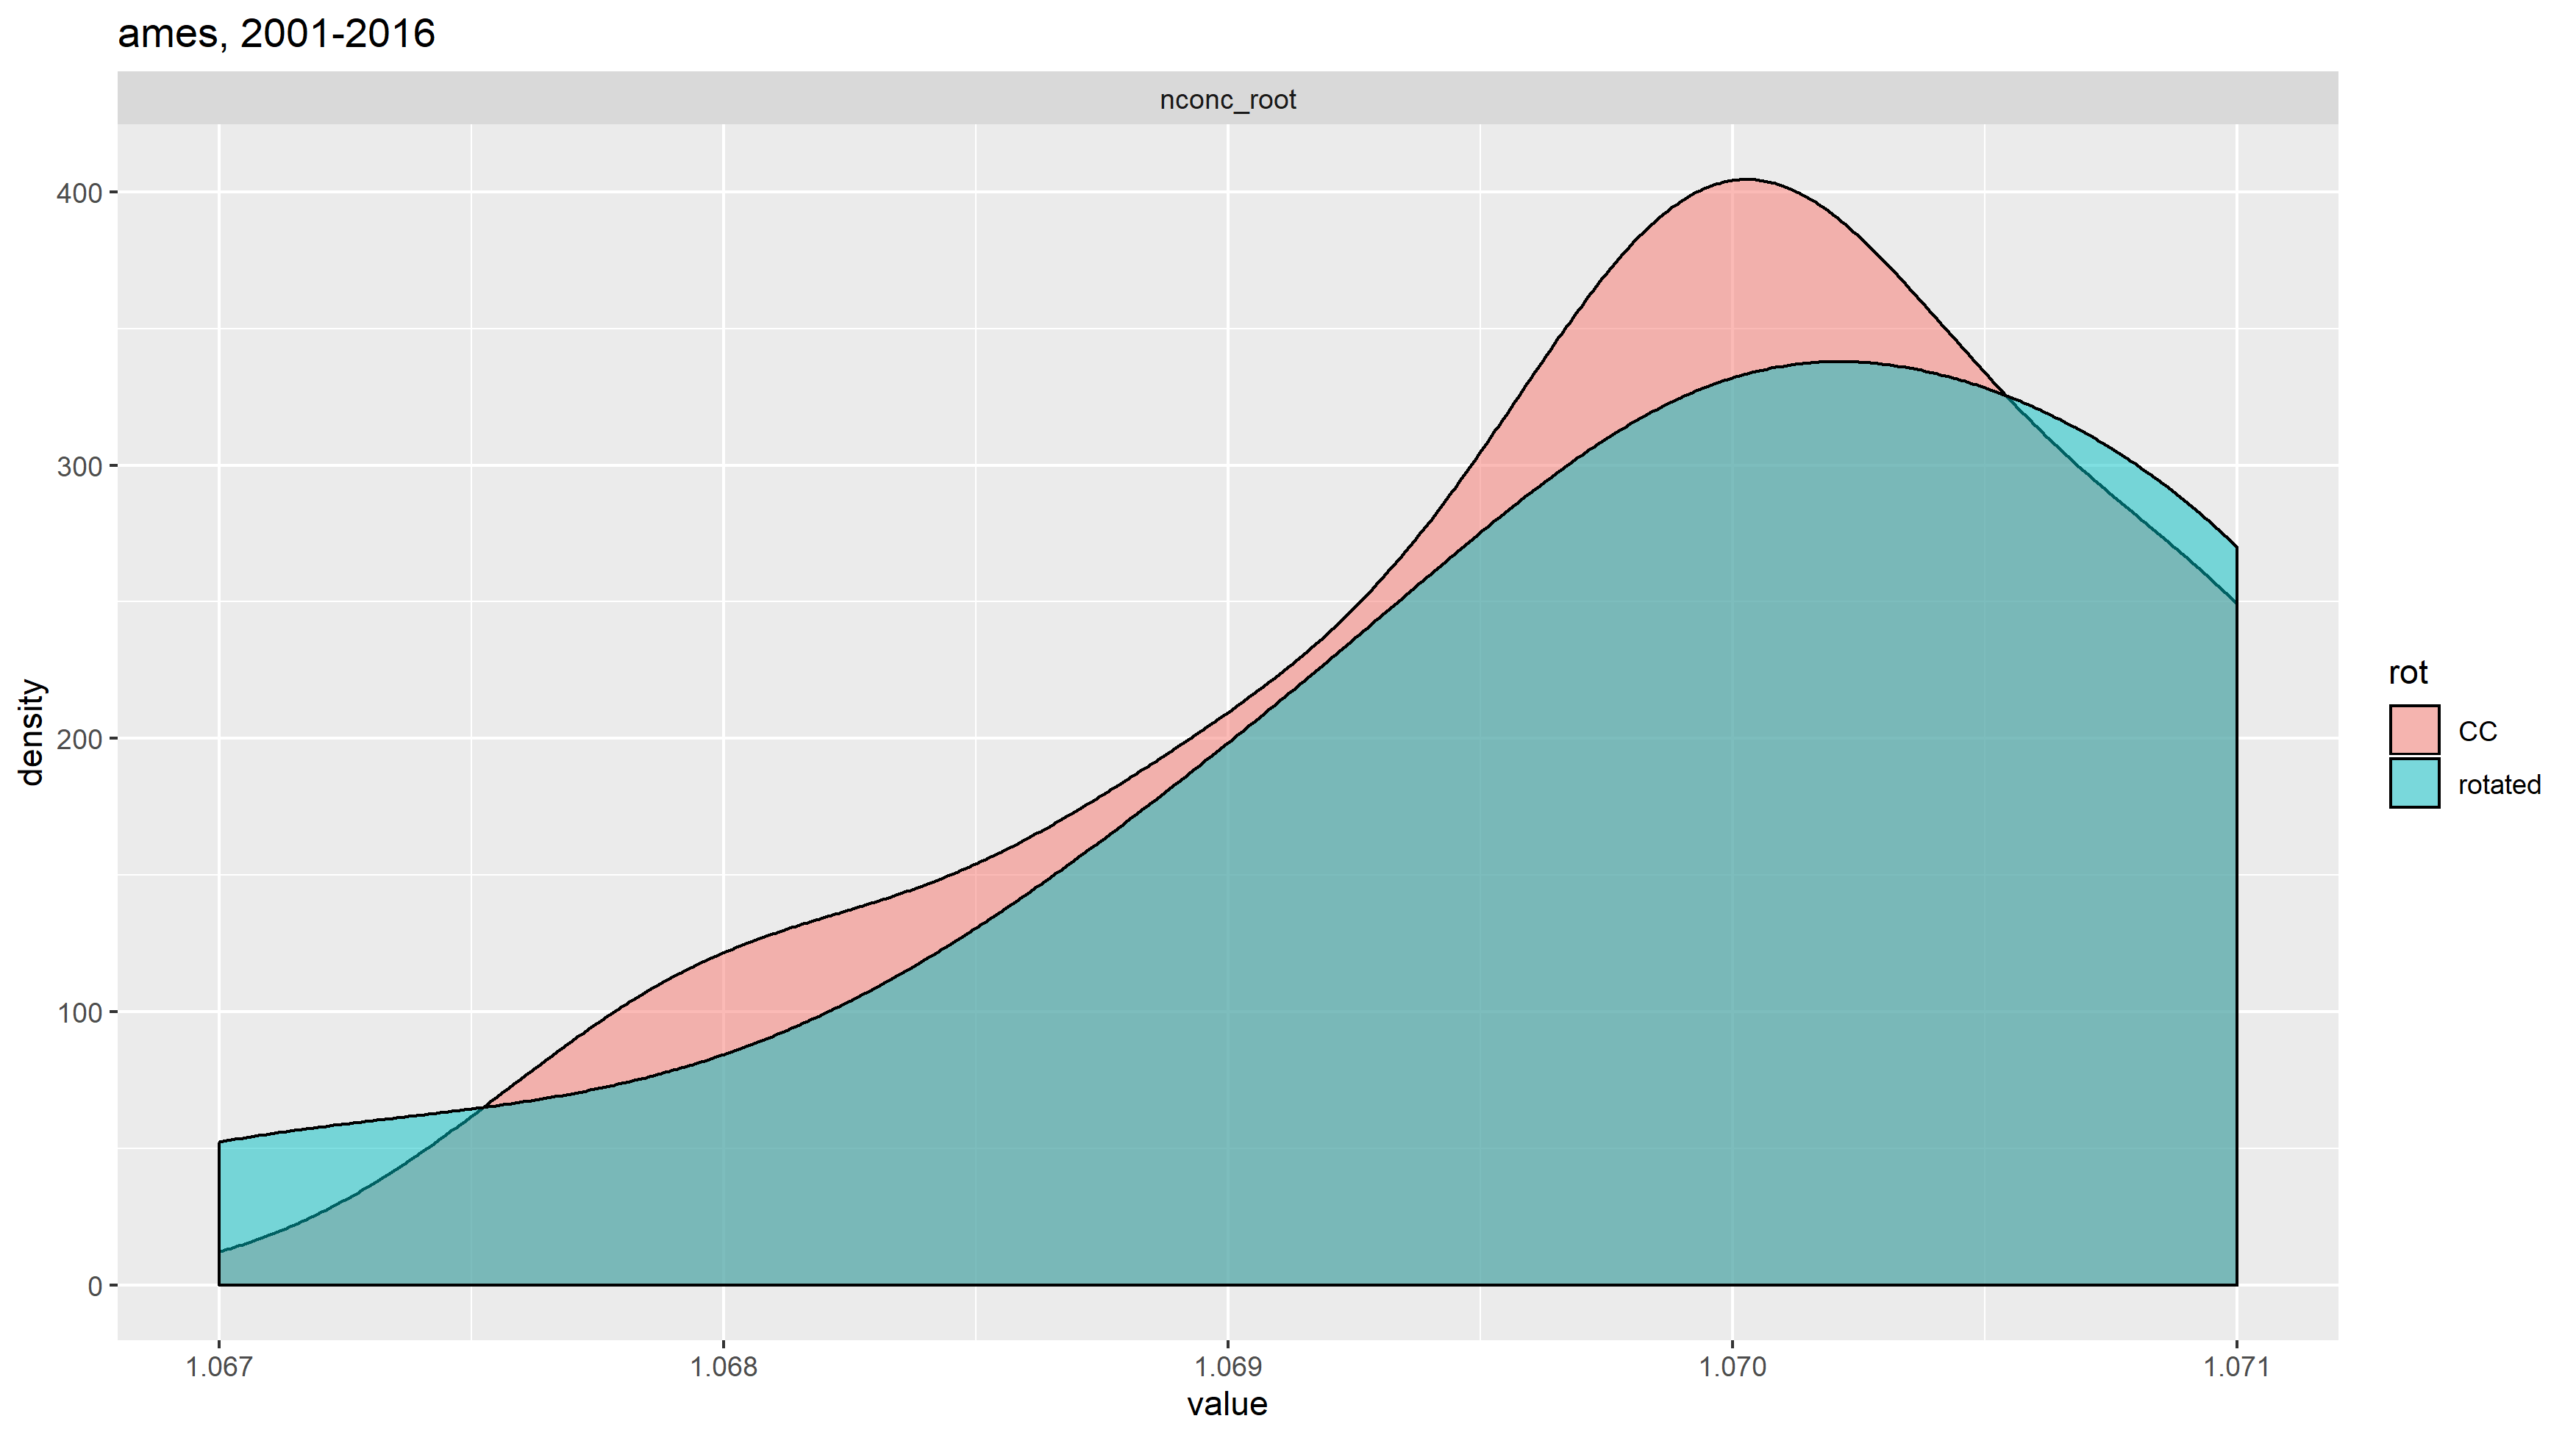 ames, 2001-2016
nconc_root
400
300
200
100
0
density
1.067 1.068 1.069 1.070 1.071
value
rot
CC
rotated